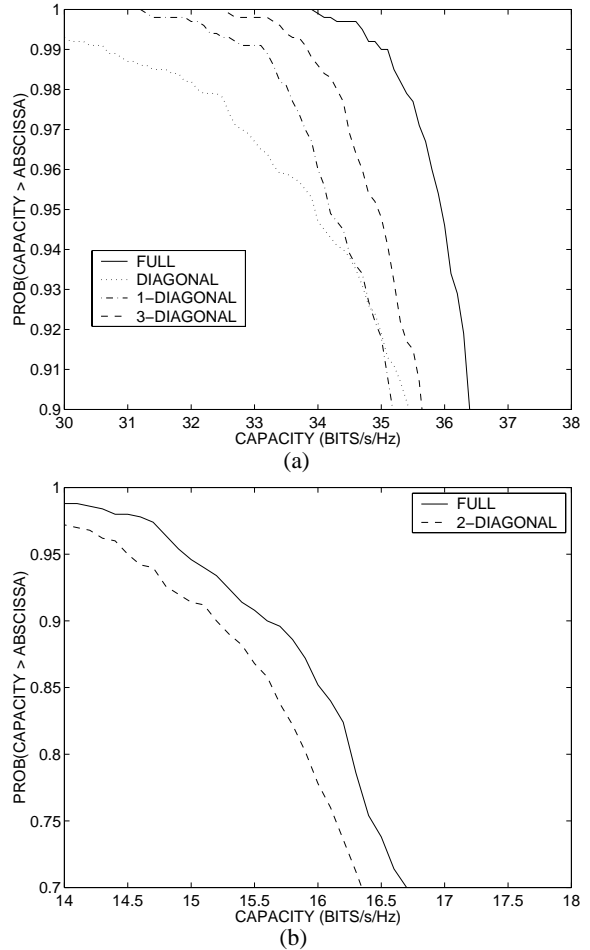 1
0.99
0.98
0.97
0.96
0.95
0.94
0.93
0.92
0.91
0.9
PROB(CAPACITY > ABSCISSA)
FULL
DIAGONAL
1-DIAGONAL
3-DIAGONAL
30 31 32 33 34 35 36 37 38
CAPACITY (BITS/s/Hz)
(a)
1
0.95
0.9
0.85
0.8
0.75
0.7
PROB(CAPACITY > ABSCISSA)
FULL
2-DIAGONAL
14 14.5 15 15.5 16 16.5 17 17.5 18
CAPACITY (BITS/s/Hz)
(b)